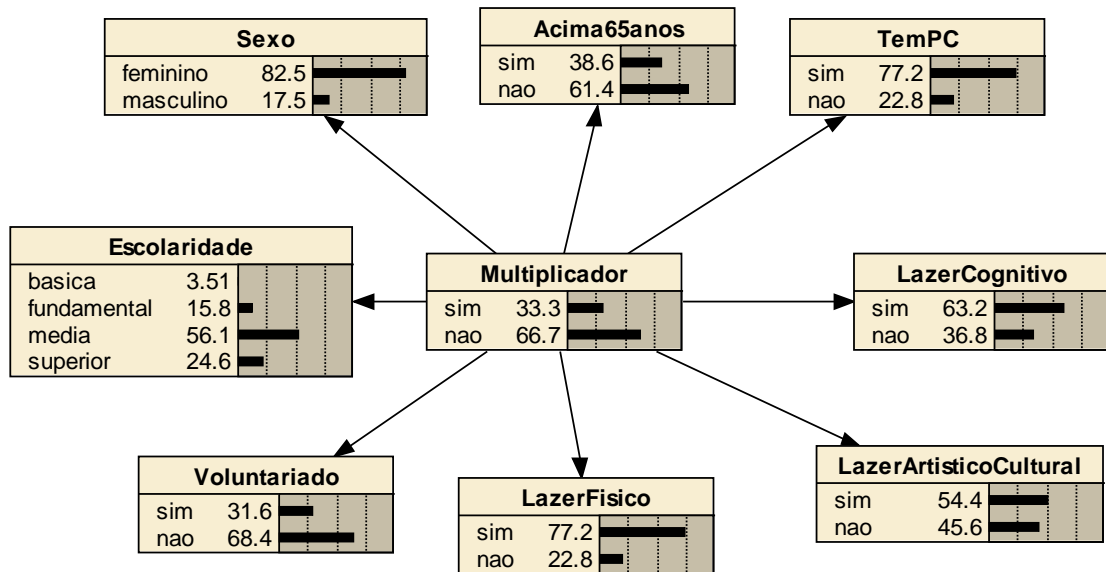 Sexo
feminino 82.5
masculino 17.5
Acima65anos
sim 38.6
nao 61.4
TemPC
sim 77.2
nao 22.8
Escolaridade
basica 3.51
fundamental 15.8
media 56.1
superior 24.6
Multiplicador
sim 33.3
nao 66.7
LazerCognitivo
sim 63.2
nao 36.8
Voluntariado
sim 31.6
nao 68.4
LazerFisico
sim 77.2
nao 22.8
LazerArtisticoCultural
sim 54.4
nao 45.6